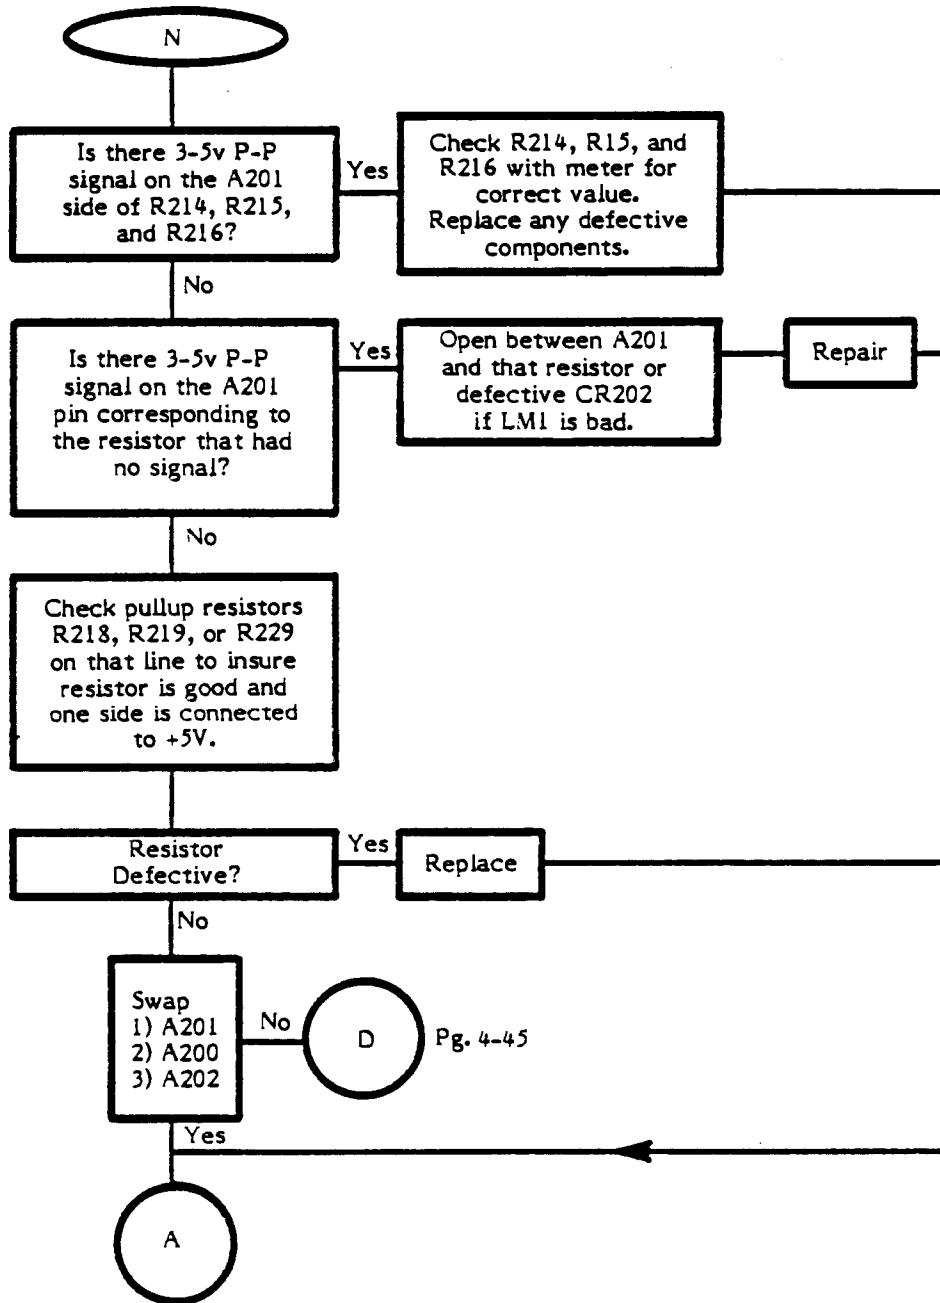 N
Is there 3-5v P-P
signal on the A201
side of R214, R215,
and R216?
Yes
Check R214, R15, and
R216 with meter for
correct value.
Replace any defective
components.
No
Is there 3-5v P-P
signal on the A201
pin corresponding to
the resistor that had
no signal?
Yes
Open between A201
and that resistor or
defective CR202
if LM1 is bad.
Repair
No
Check pullup resistors
R218, R219, or R229
on that line to insure
resistor is good and
one side is connected
to +5V.
Resistor
Defective?
Yes
Replace
No
Swap
1) A201
2) A200
3) A202
No
D
Pg. 4-45
Yes
A